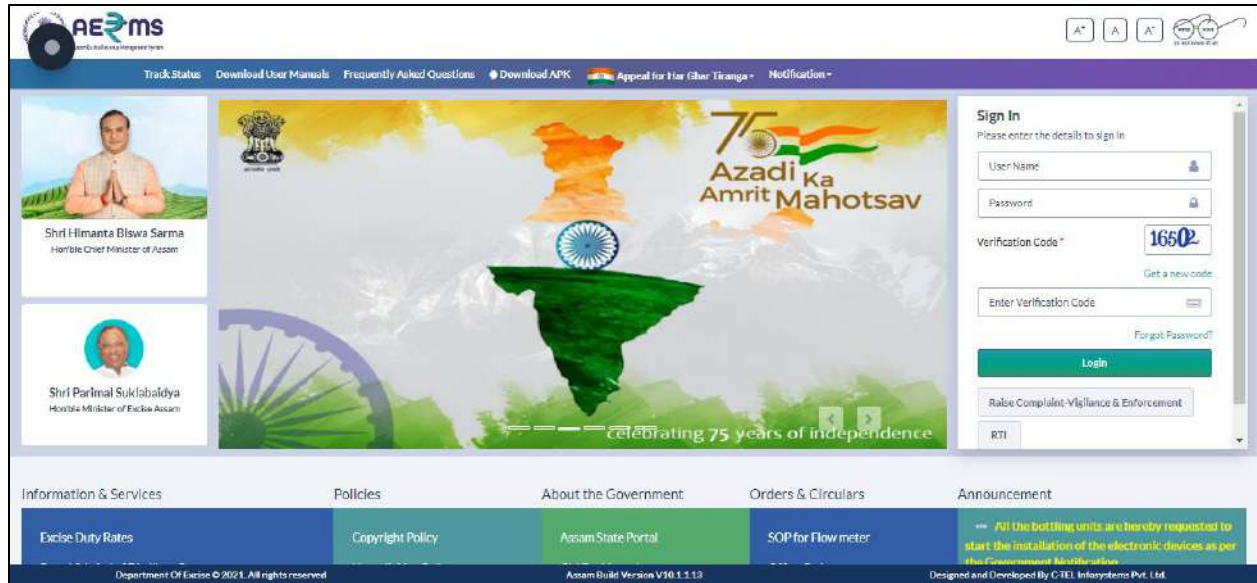 AE₹MS
A⁺ A A⁻
Track Status Download User Manuals Frequently Asked Questions Download APK Appeal for Har Ghar Tiranga Notification
Shri Himanta Biswa Sarma
Hon'ble Chief Minister of Assam
Shri Parimal Suklabaidya
Hon'ble Minister of Excise Assam
75
Azadi Ka
Amrit Mahotsav
celebrating 75 years of independence
Sign In
Please enter the details to sign in
User Name
Password
Verification Code *
16502
Get a new code
Enter Verification Code
Forgot Password?
Login
Raise Complaint-Vigilance & Enforcement
RTI
Information & Services
Excise Duty Rates
Policies
Copyright Policy
About the Government
Assam State Portal
Orders & Circulars
SOP for Flow meter
Announcement
All the bottling units are hereby requested to
start the installation of the electronic devices as per
the Government Notification
Department Of Excise © 2021. All rights reserved
Assam Build Version V10.1.1.13
Designed and Developed By C-TEL Infosystems Pvt. Ltd.